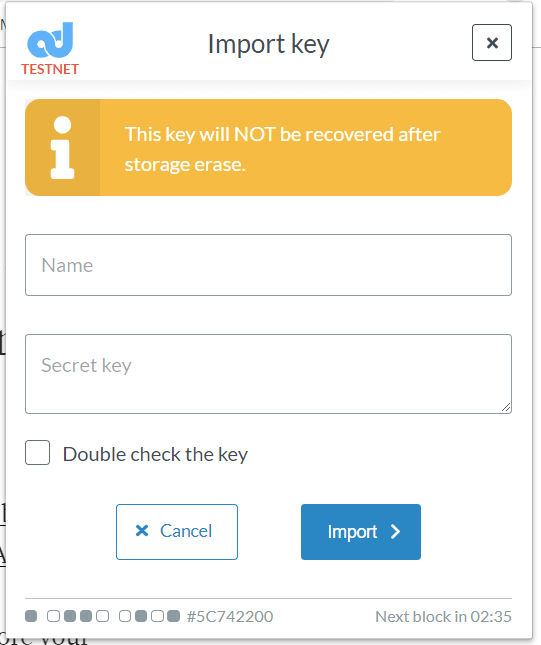 TESTNET
Import key
This key will NOT be recovered after
storage erase.
Name
Secret key
Double check the key
Cancel
Import
#5C742200
Next block in 02:35